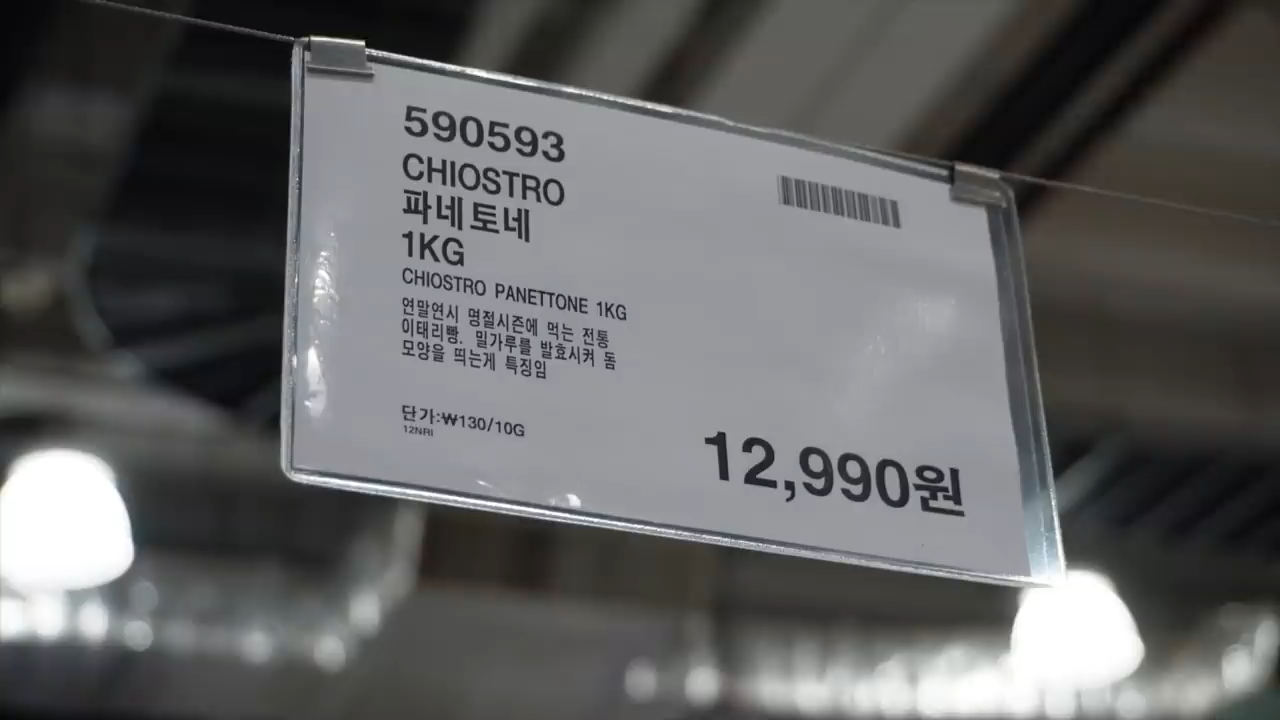 590593
CHIOSTRO
파네토네
1KG
CHIOSTRO PANETTONE 1KG
연말연시 명절시즌에 먹는 전통
이태리빵. 밀가루를 발효시켜 돔
모양을 띄는게 특징임
단가:₩130/10G
12NRI
12,990원